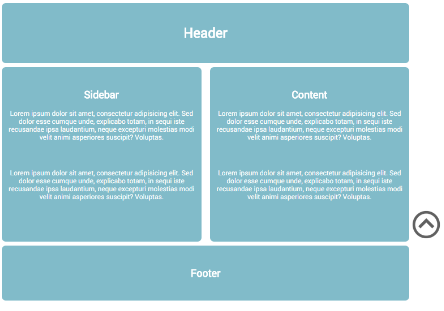 Header
Sidebar
Lorem ipsum dolor sit amet, consectetur adipisicing elit. Sed
dolor esse cumque unde, explicabo totam, in sequi iste
recusandae ipsa laudantium, neque excepturi molestias modi
velit animi asperiores suscipit? Voluptas.
Lorem ipsum dolor sit amet, consectetur adipisicing elit. Sed
dolor esse cumque unde, explicabo totam, in sequi iste
recusandae ipsa laudantium, neque excepturi molestias modi
velit animi asperiores suscipit? Voluptas.
Content
Lorem ipsum dolor sit amet, consectetur adipisicing elit. Sed
dolor esse cumque unde, explicabo totam, in sequi iste
recusandae ipsa laudantium, neque excepturi molestias modi
velit animi asperiores suscipit? Voluptas.
Lorem ipsum dolor sit amet, consectetur adipisicing elit. Sed
dolor esse cumque unde, explicabo totam, in sequi iste
recusandae ipsa laudantium, neque excepturi molestias modi
velit animi asperiores suscipit? Voluptas.
Footer